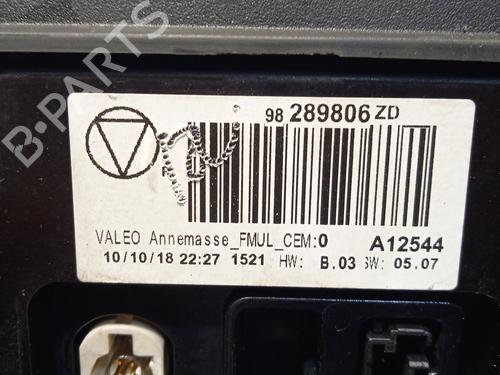 98 289806 ZD
VALEO Annemasse_FMUL_CEM:0 A12544
10/10/18 22:27 1521 HW: B.03 SW: 05.07
B-Parts